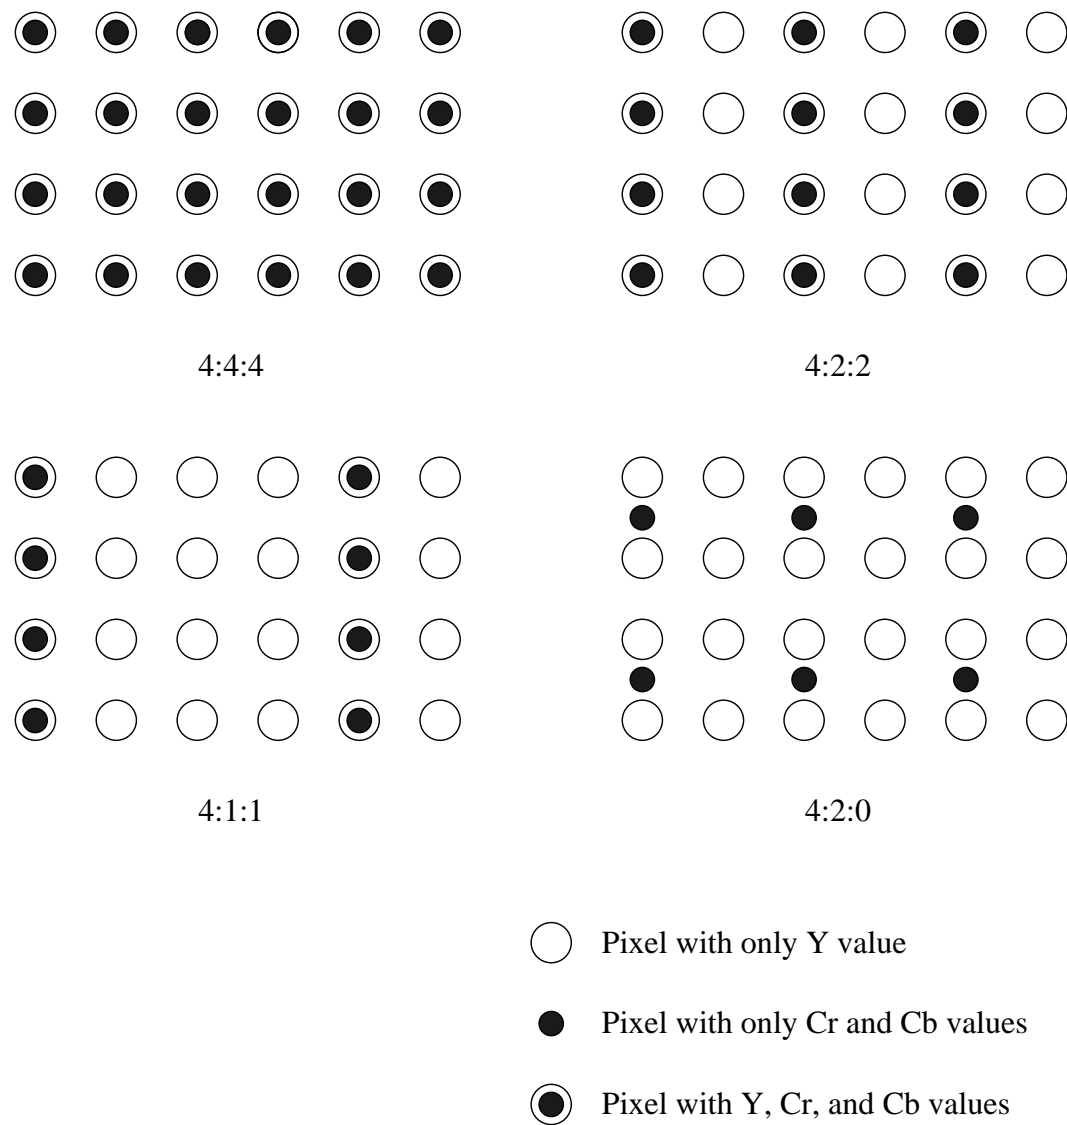 4:4:4
4:2:2
4:1:1
4:2:0
Pixel with only Y value
Pixel with only Cr and Cb values
Pixel with Y, Cr, and Cb values